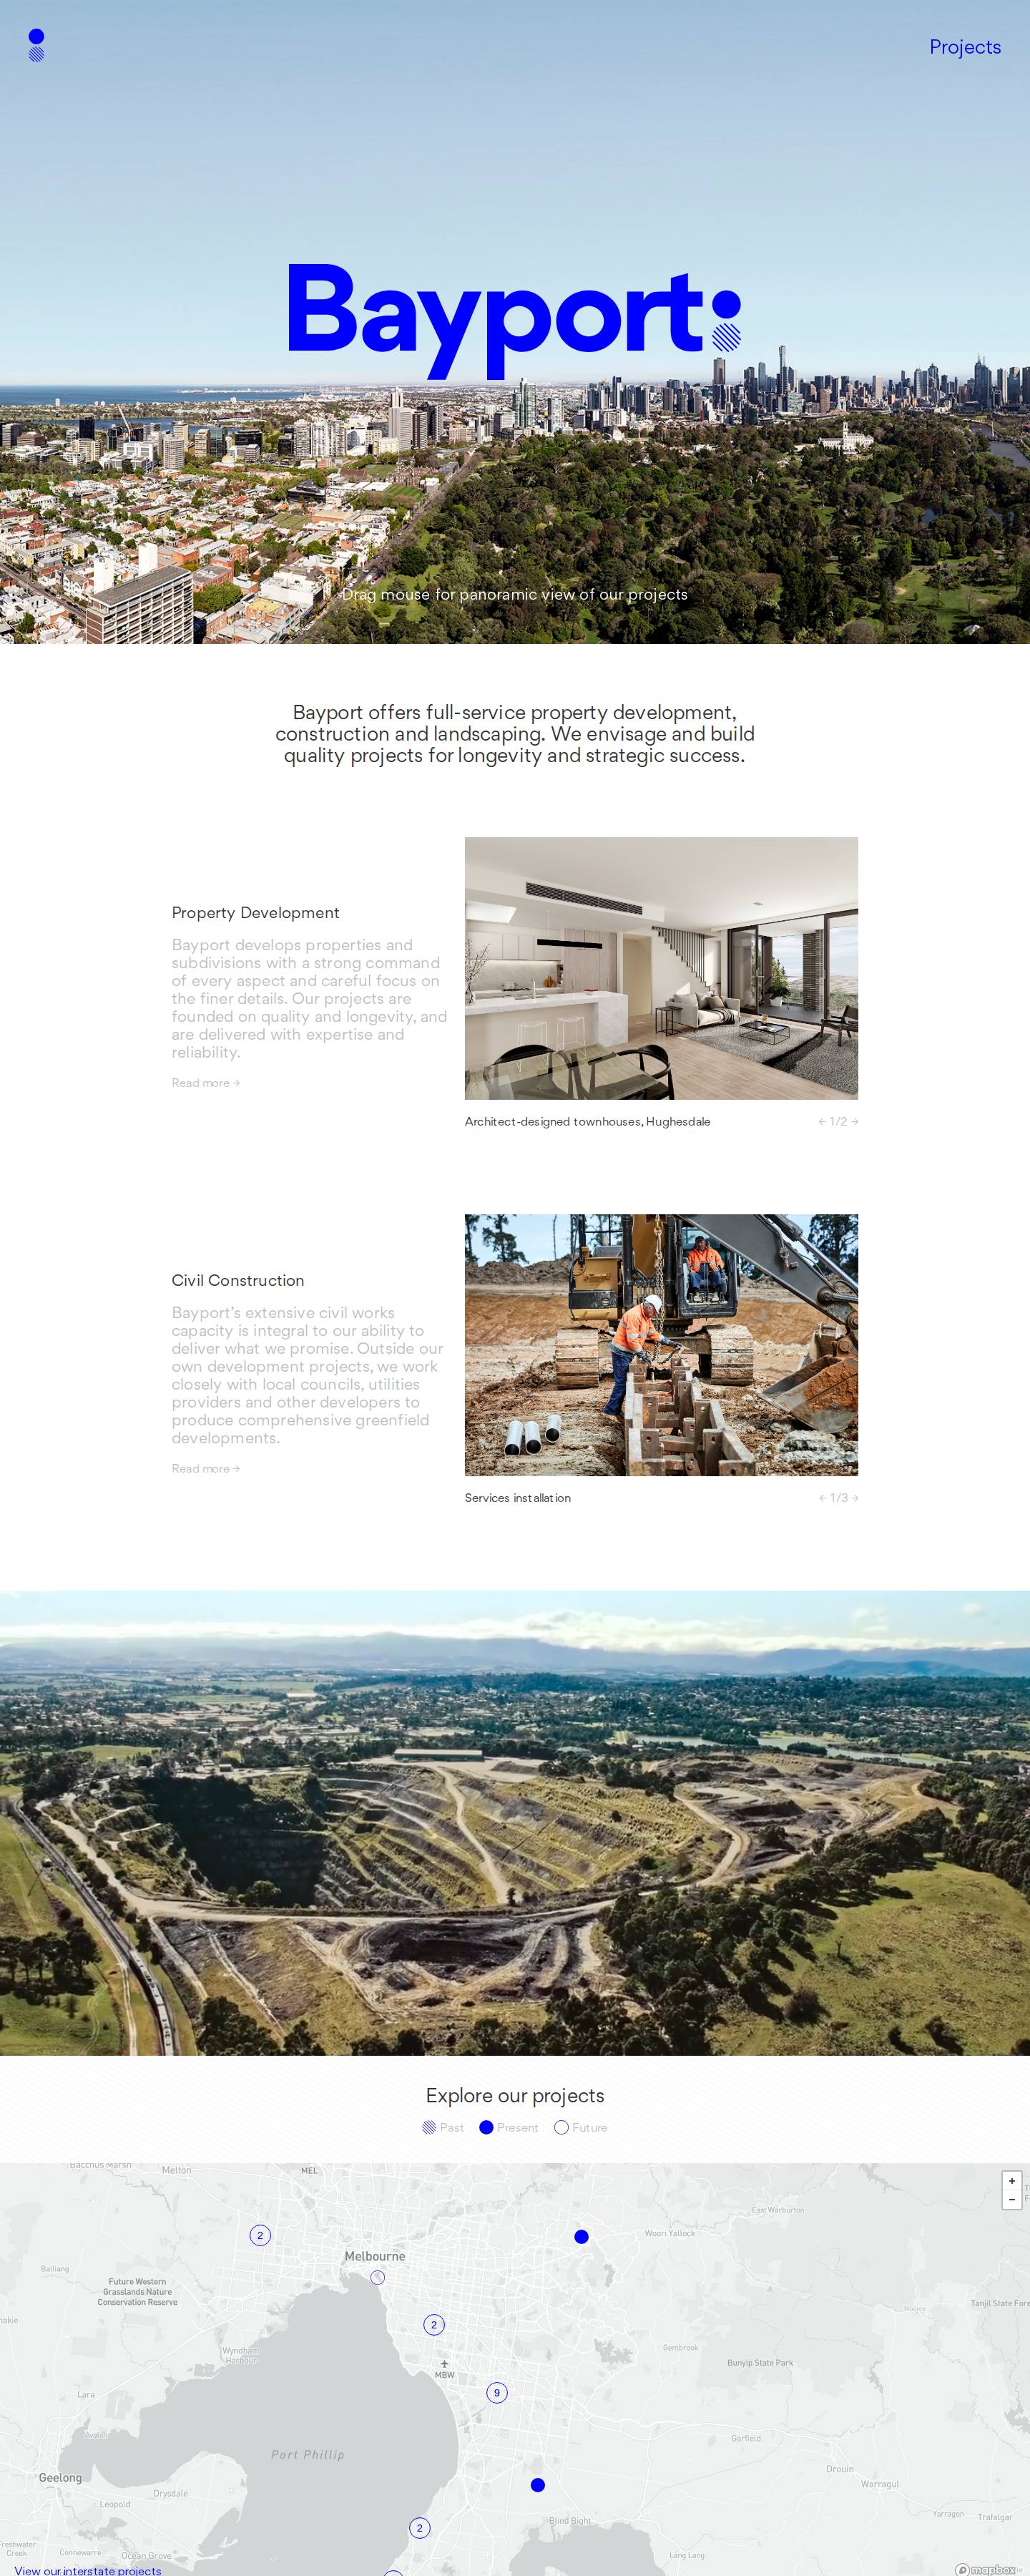 Projects
Bayport
Drag mouse for panoramic view of our projects
Bayport offers full-service property development,
construction and landscaping. We envisage and build
quality projects for longevity and strategic success.
Property Development
Bayport develops properties and
subdivisions with a strong command
of every aspect and careful focus on
the finer details. Our projects are
founded on quality and longevity, and
are delivered with expertise and
reliability.
Read more →
Architect-designed townhouses, Hughesdale
← 1/2 →
Civil Construction
Bayport’s extensive civil works
capacity is integral to our ability to
deliver what we promise. Outside our
own development projects, we work
closely with local councils, utilities
providers and other developers to
produce comprehensive greenfield
developments.
Read more →
Services installation
← 1/3 →
Explore our projects
Past Present Future
Bacchus Marsh
Melton
MEL
+
−
East Warburton
Woori Yallock
2
Melbourne
Balliang
Future Western
Grasslands Nature
Conservation Reserve
Tanjil State Fore
Noojee
2
Wyndham
Harbour
Gembrook
Bunyip State Park
MBW
9
Lara
Avalon
Garfield
Port Phillip
Drouin
Geelong
Warragul
Drysdale
Leopold
Yarragon
Trafalgar
Blind Bight
2
Freshwater
Creek
Connewarre
Ocean Grove
Lang Lang
View our interstate projects
mapbox